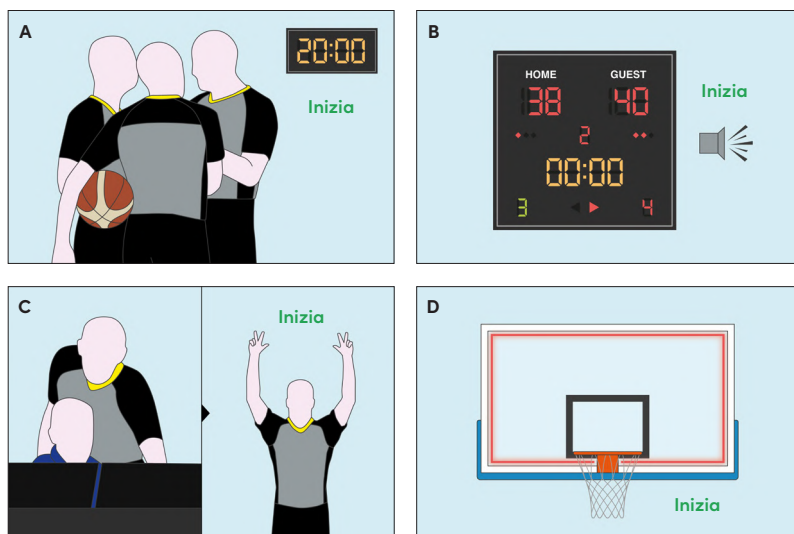 A
20:00
Inizia
B
HOME GUEST
38 40
2
00:00
3 4
Inizia
C
Inizia
D
Inizia